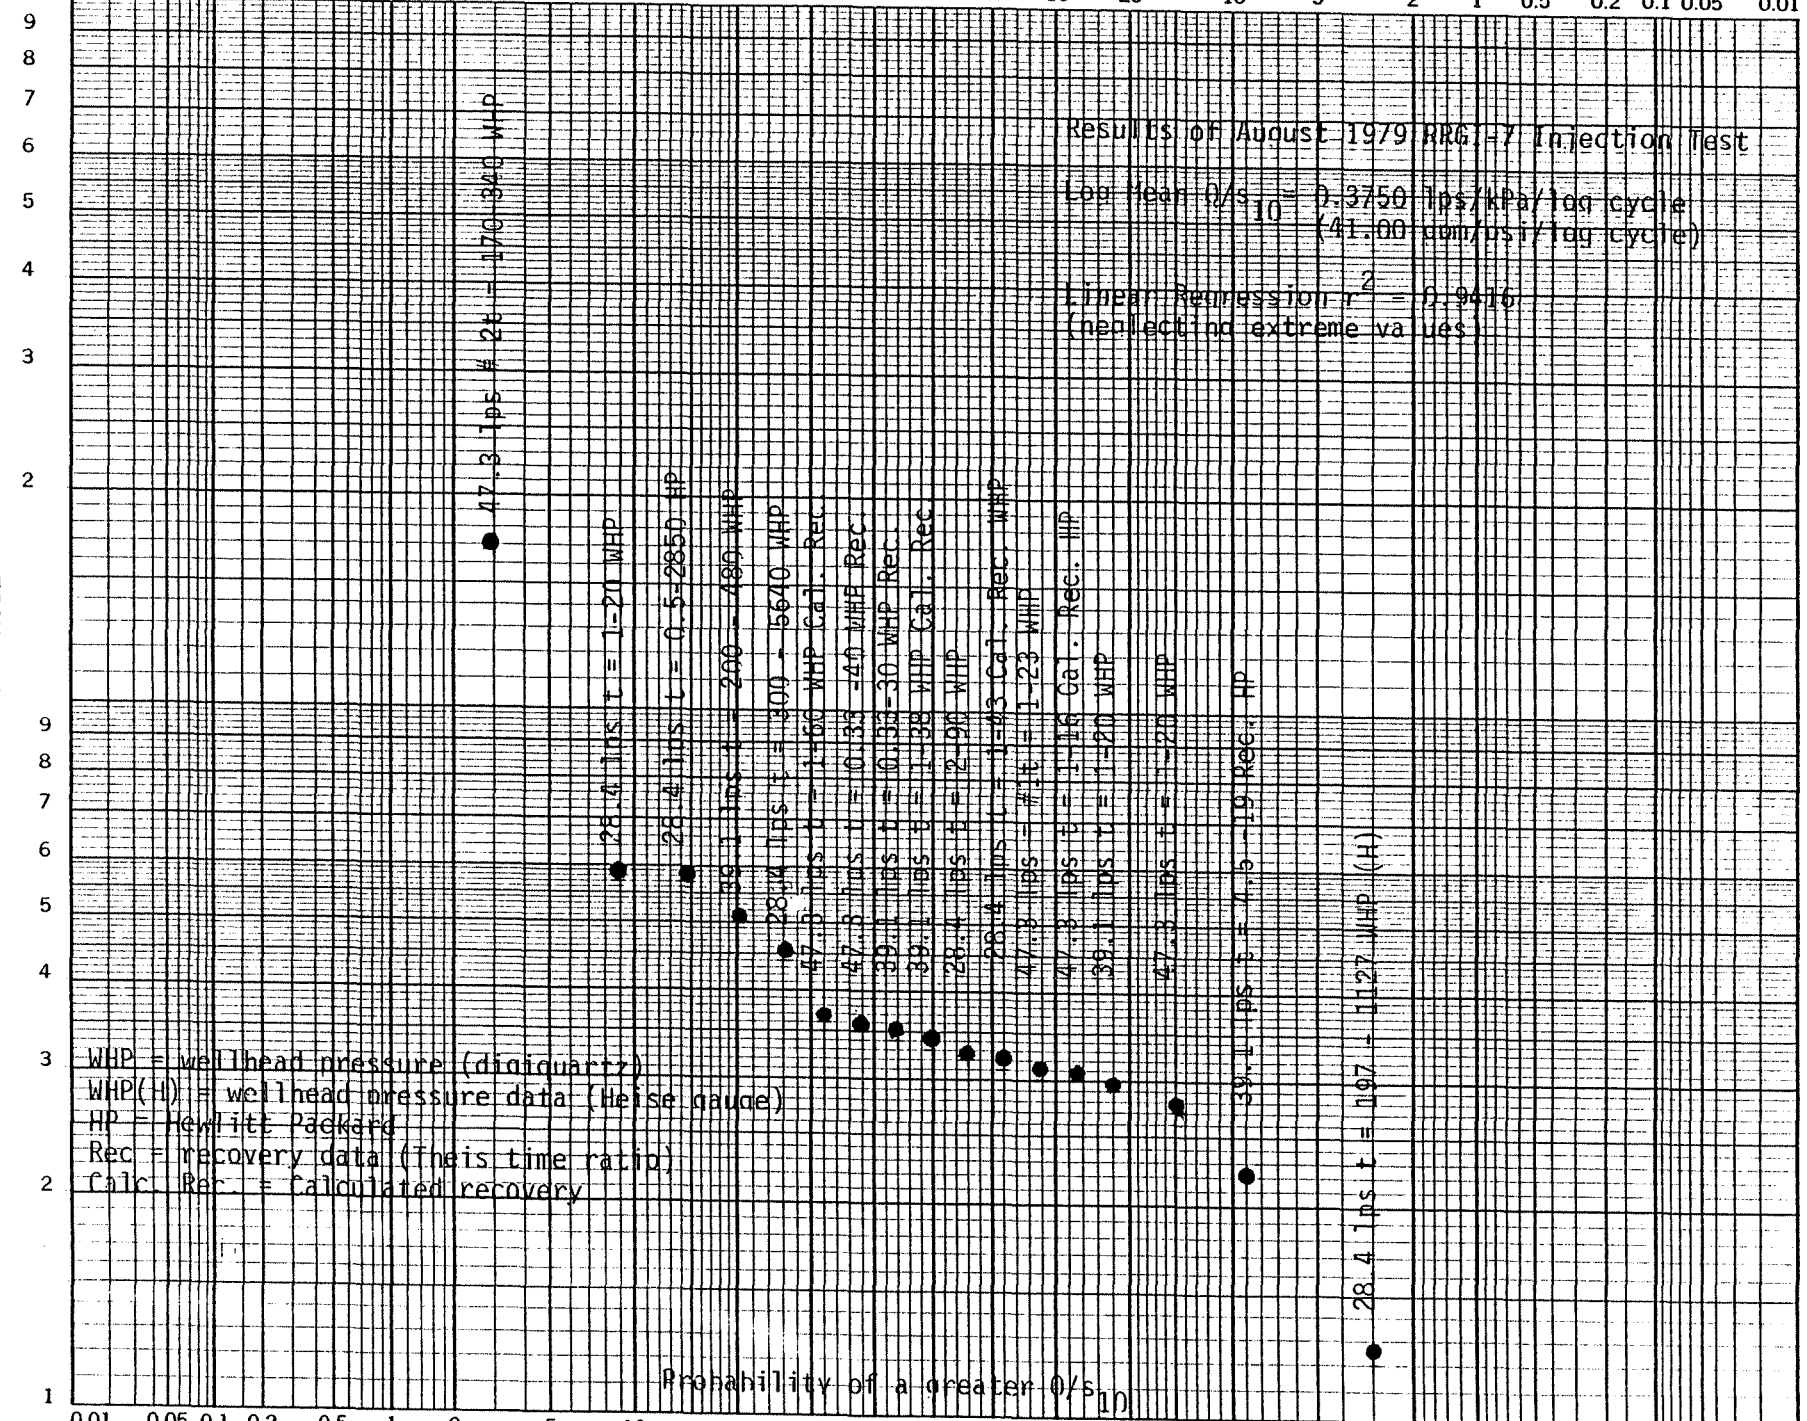 10 5 2 1 0.5 0.2 0.1 0.05 0.01
9
8
7
6
5
4
3
2
9
8
7
6
5
4
3
2
1
Results of August 1979 RRGI-7 Injection Test
Log Mean Q/s10 = 0.3750 lps/kPa/log cycle
(41.00 gpm/psi/log cycle)
Linear Regression r2 = 0.9416
(neglecting extreme values)
47.3 lps # 2t = 170 340 WHP
28.4 lps t = 1-20 WHP
28.4 lps t = 0.5-2850 HP
39.1 lps t = 200 - 480 WHP
28.4 lps t = 300 - 5640 WHP
47.3 lps t = 1-60 WHP Cal. Rec.
47.3 lps t = 0.33 -40 WHP Rec.
39.1 lps t = 0.33-30 WHP Rec.
39.1 lps t = 1-38 WHP Cal. Rec.
28.4 lps t = 2-90 WHP
28.4 lps t = 1-43 Cal. Rec. WHP
47.3 lps = #1t = 1-23 WHP
47.3 lps t = 1-16 Cal. Rec. WHP
39.1 lps t = 1-20 WHP
47.3 lps t = 1-20 WHP
39.1 lps t = 4.5 -19 Rec. HP
28.4 lps t = 197 - 1127 WHP (H)
WHP = wellhead pressure (digiquartz)
WHP(H) = wellhead pressure data (Heise gauge)
HP = Hewlitt Packard
Rec = recovery data (Theis time ratio)
Calc. Rec. = Calculated recovery
Probability of a greater Q/s10
0.01 0.05 0.1 0.2 0.5 1 2 5 10